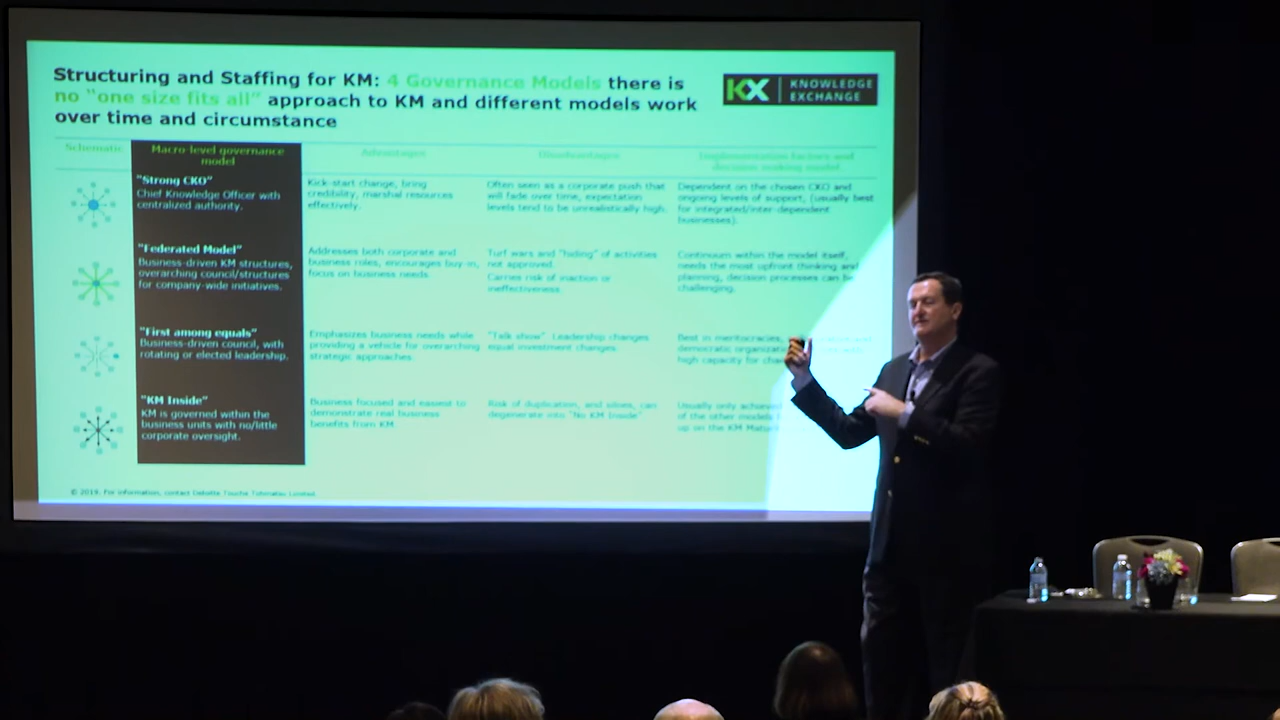 Structuring and Staffing for KM: 4 Governance Models there is
no "one size fits all" approach to KM and different models work
over time and circumstance
KX KNOWLEDGE
EXCHANGE
Schematic
Macro-level governance
model
Advantages
Disadvantages
Implementation factors and
decision making model
"Strong CKO"
Chief Knowledge Officer with
centralized authority.
Kick-start change, bring
credibility, marshal resources
effectively.
Often seen as a corporate push that
will fade over time, expectation
levels tend to be unrealistically high.
Dependent on the chosen CKO and
ongoing levels of support, (usually best
for integrated/inter-dependent
businesses).
"Federated Model"
Business-driven KM structures,
overarching council/structures
for company-wide initiatives.
Addresses both corporate and
business roles, encourages buy-in,
focus on business needs.
Turf wars and "hiding" of activities
not approved.
Carries risk of inaction or
ineffectiveness.
Continuum within the model itself,
needs the most upfront thinking and
planning, decision processes can be
challenging.
"First among equals"
Business-driven council, with
rotating or elected leadership.
Emphasizes business needs while
providing a vehicle for overarching
strategic approaches.
"Talk show". Leadership changes
equal investment changes.
Best in meritocracies,
democratic
high capacity for
"KM Inside"
KM is governed within the
business units with no/little
corporate oversight.
Business focused and easiest to
demonstrate real business
benefits from KM.
Risk of duplication, and siloes, can
degenerate into "No KM Inside"
Usually only
of the other models
up on the KM
© 2019. For information, contact Deloitte Touche Tohmatsu Limited.